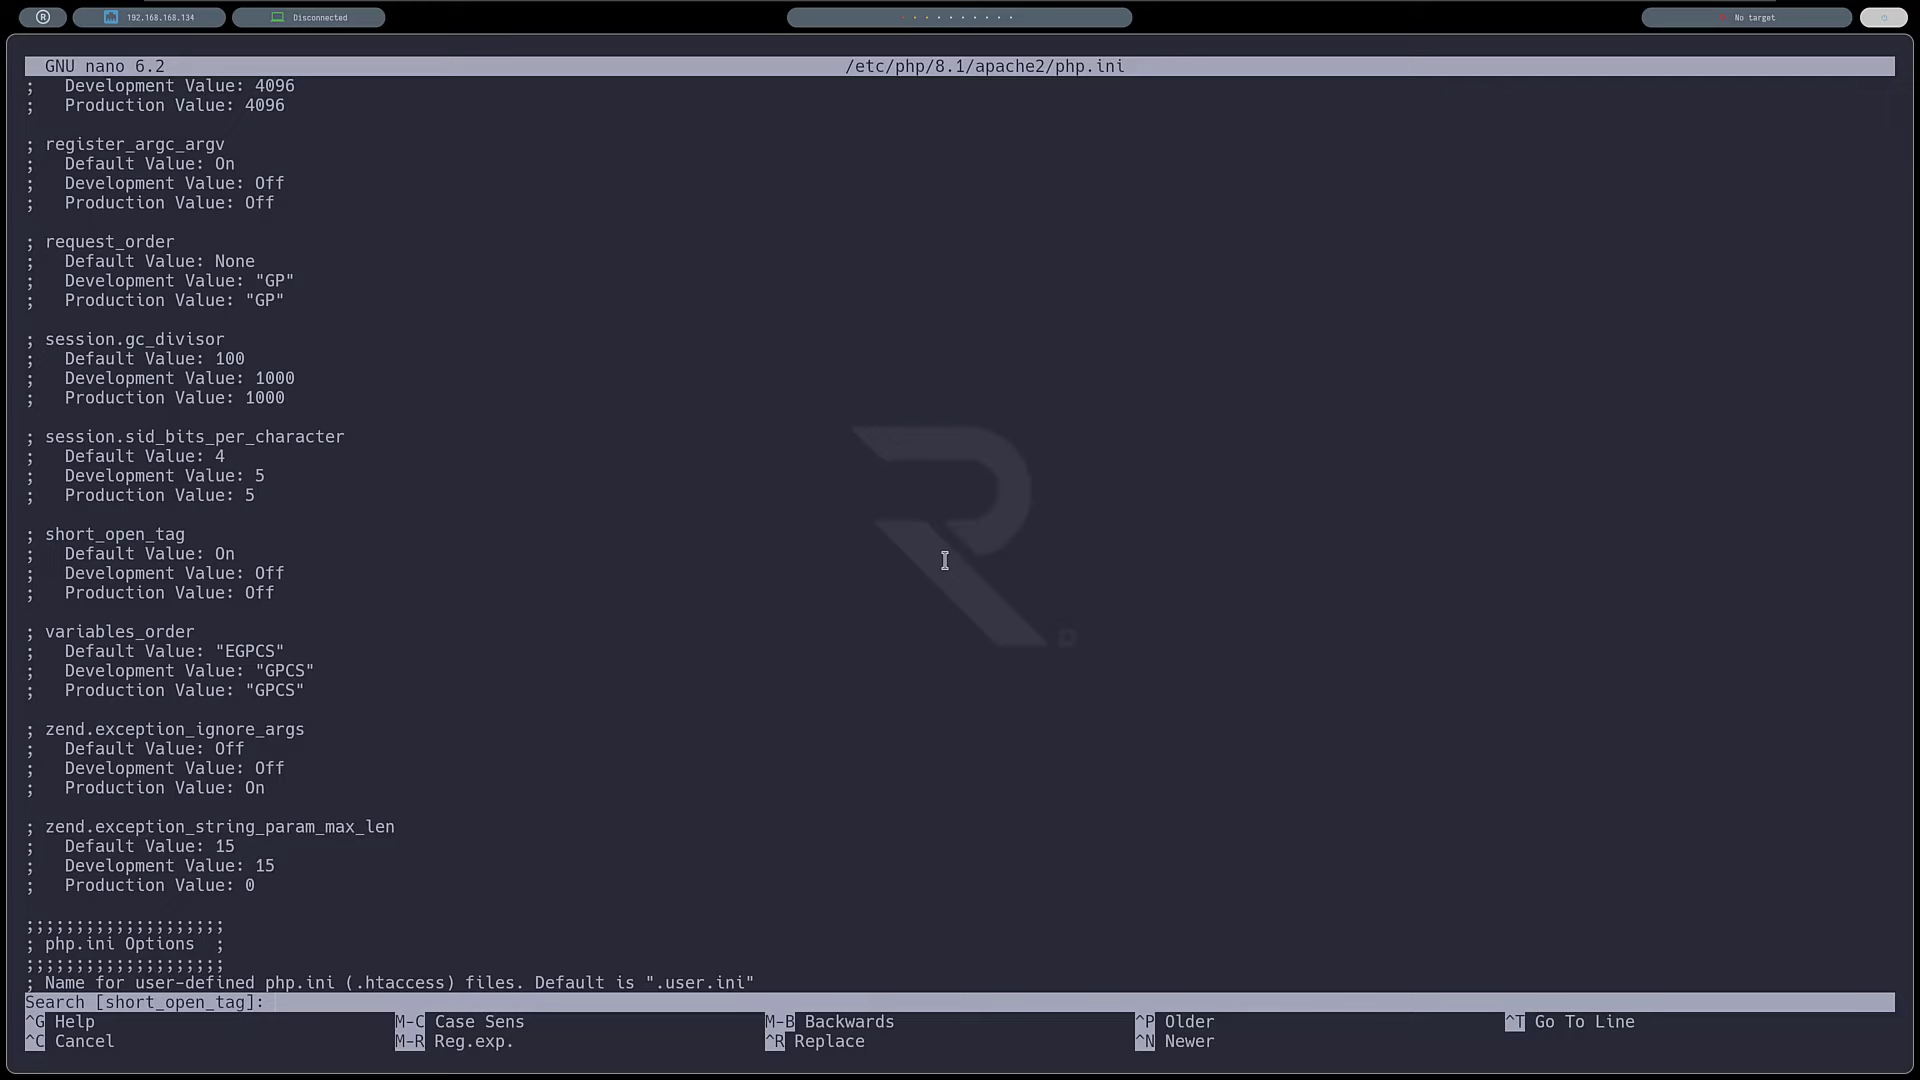 192.168.168.134
Disconnected
No target
GNU nano 6.2 /etc/php/8.1/apache2/php.ini
;   Development Value: 4096
;   Production Value: 4096
; register_argc_argv
;   Default Value: On
;   Development Value: Off
;   Production Value: Off
; request_order
;   Default Value: None
;   Development Value: "GP"
;   Production Value: "GP"
; session.gc_divisor
;   Default Value: 100
;   Development Value: 1000
;   Production Value: 1000
; session.sid_bits_per_character
;   Default Value: 4
;   Development Value: 5
;   Production Value: 5
; short_open_tag
;   Default Value: On
;   Development Value: Off
;   Production Value: Off
; variables_order
;   Default Value: "EGPCS"
;   Development Value: "GPCS"
;   Production Value: "GPCS"
; zend.exception_ignore_args
;   Default Value: Off
;   Development Value: Off
;   Production Value: On
; zend.exception_string_param_max_len
;   Default Value: 15
;   Development Value: 15
;   Production Value: 0
;;;;;;;;;;;;;;;;;;;;
; php.ini Options  ;
;;;;;;;;;;;;;;;;;;;;
; Name for user-defined php.ini (.htaccess) files. Default is ".user.ini"
Search [short_open_tag]:
^G Help M-C Case Sens M-B Backwards ^P Older ^T Go To Line
^C Cancel M-R Reg.exp. ^R Replace ^N Newer